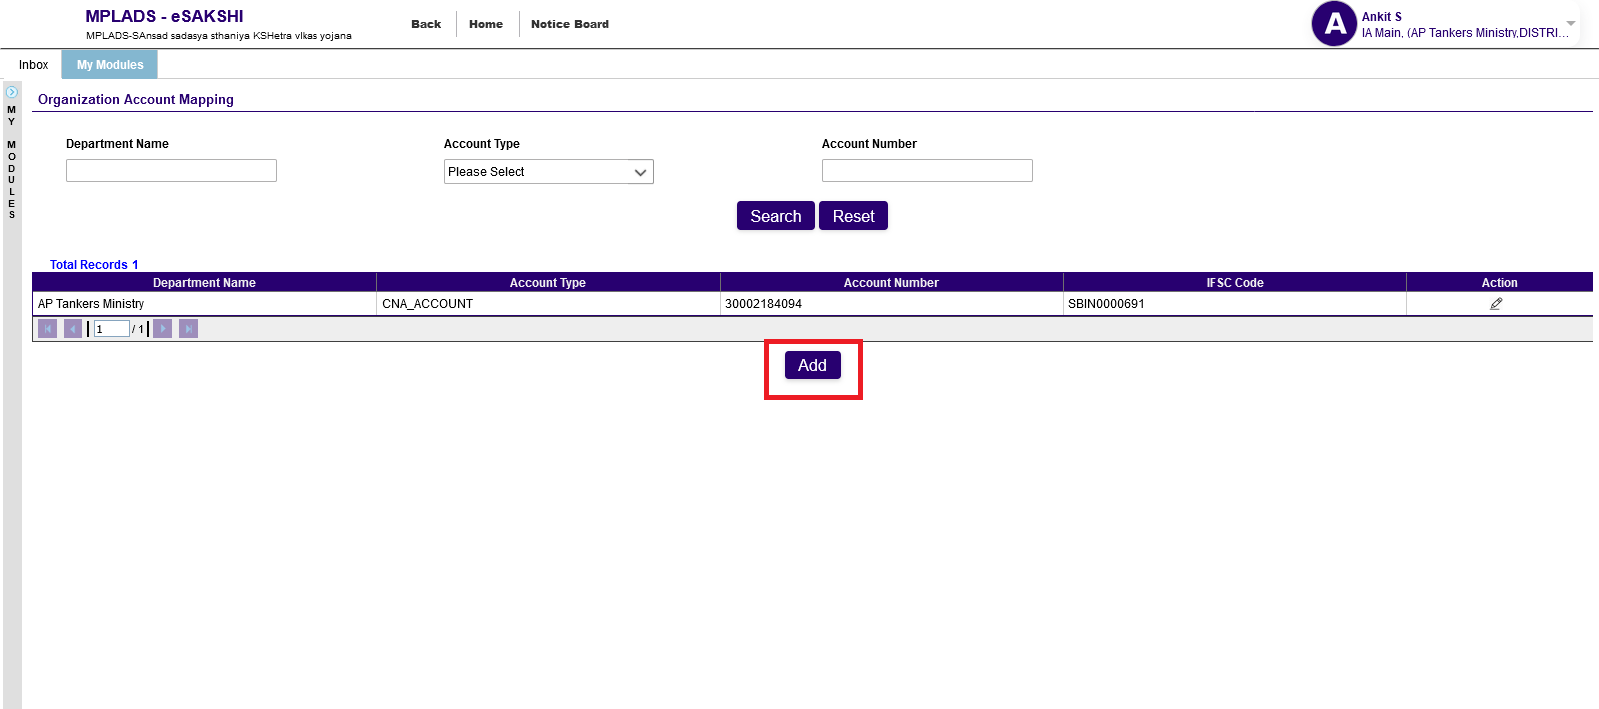 MPLADS - eSAKSHI
MPLADS-SAnsad sadasya sthaniya KSHetra vIkas yojana
Back Home Notice Board
A
Ankit S
IA Main, (AP Tankers Ministry,DISTRI...
Inbox My Modules
MY MODULES
Organization Account Mapping
Department Name Account Type Account Number
Please Select
Search Reset
Total Records 1
Department Name Account Type Account Number IFSC Code Action
AP Tankers Ministry CNA_ACCOUNT 30002184094 SBIN0000691
1 / 1
Add